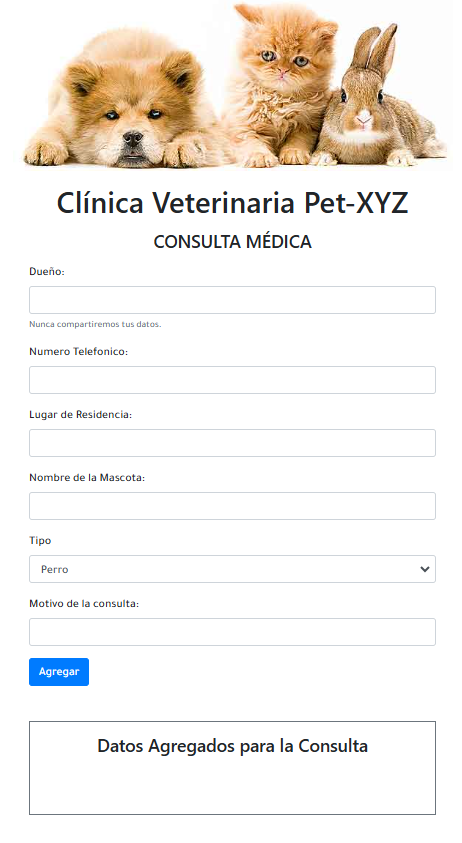 Clínica Veterinaria Pet-XYZ
CONSULTA MÉDICA
Dueño:
Nunca compartiremos tus datos.
Numero Telefonico:
Lugar de Residencia:
Nombre de la Mascota:
Tipo
Perro
Motivo de la consulta:
Agregar
Datos Agregados para la Consulta